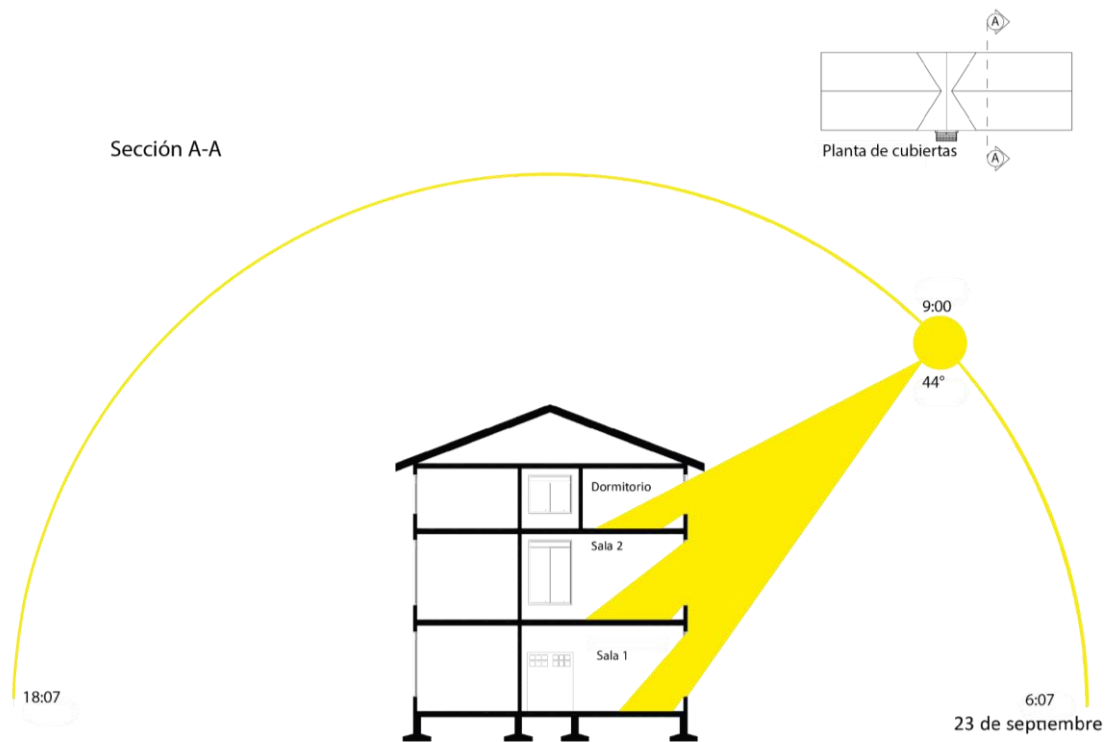 A
Planta de cubiertas
A
Sección A-A
9:00
44°
Dormitorio
Sala 2
Sala 1
18:07
6:07
23 de septiembre